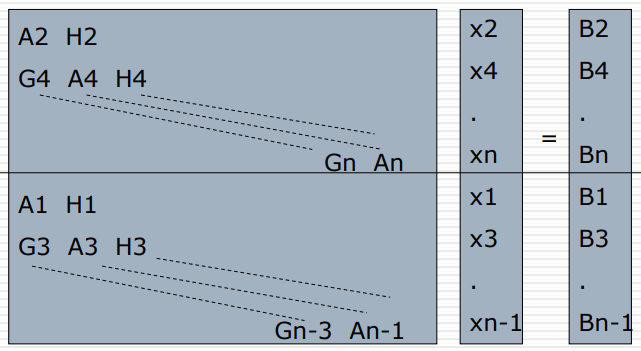 A2 H2 x2 B2
G4 A4 H4 x4 B4
. .
=
Gn An xn Bn
A1 H1 x1 B1
G3 A3 H3 x3 B3
. .
Gn-3 An-1 xn-1 Bn-1